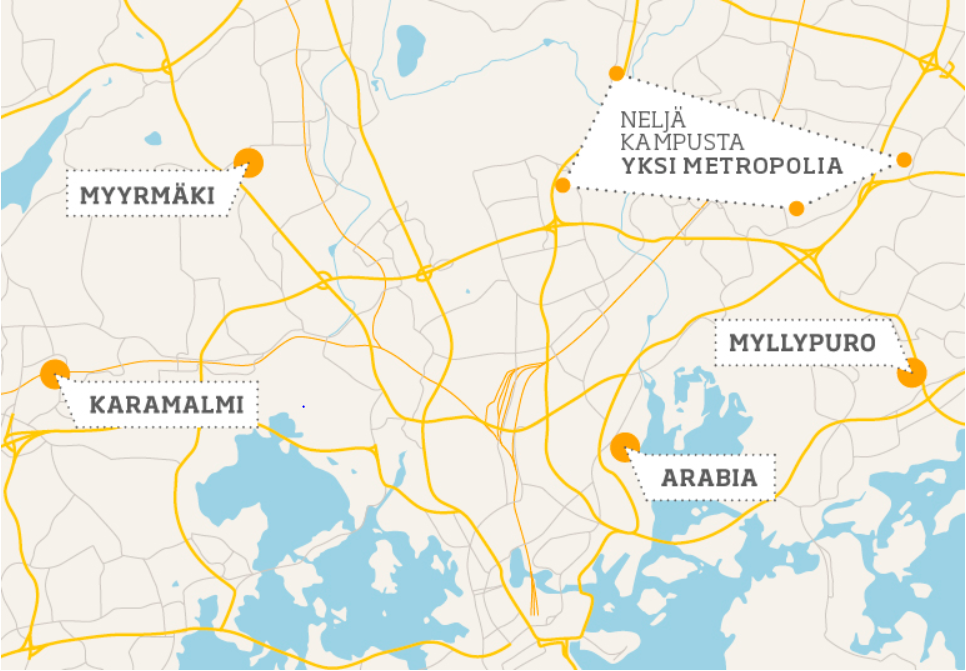 NELJÄ
KAMPUSTA
YKSI METROPOLIA
MYYRMÄKI
MYLLYPURO
KARAMALMI
ARABIA